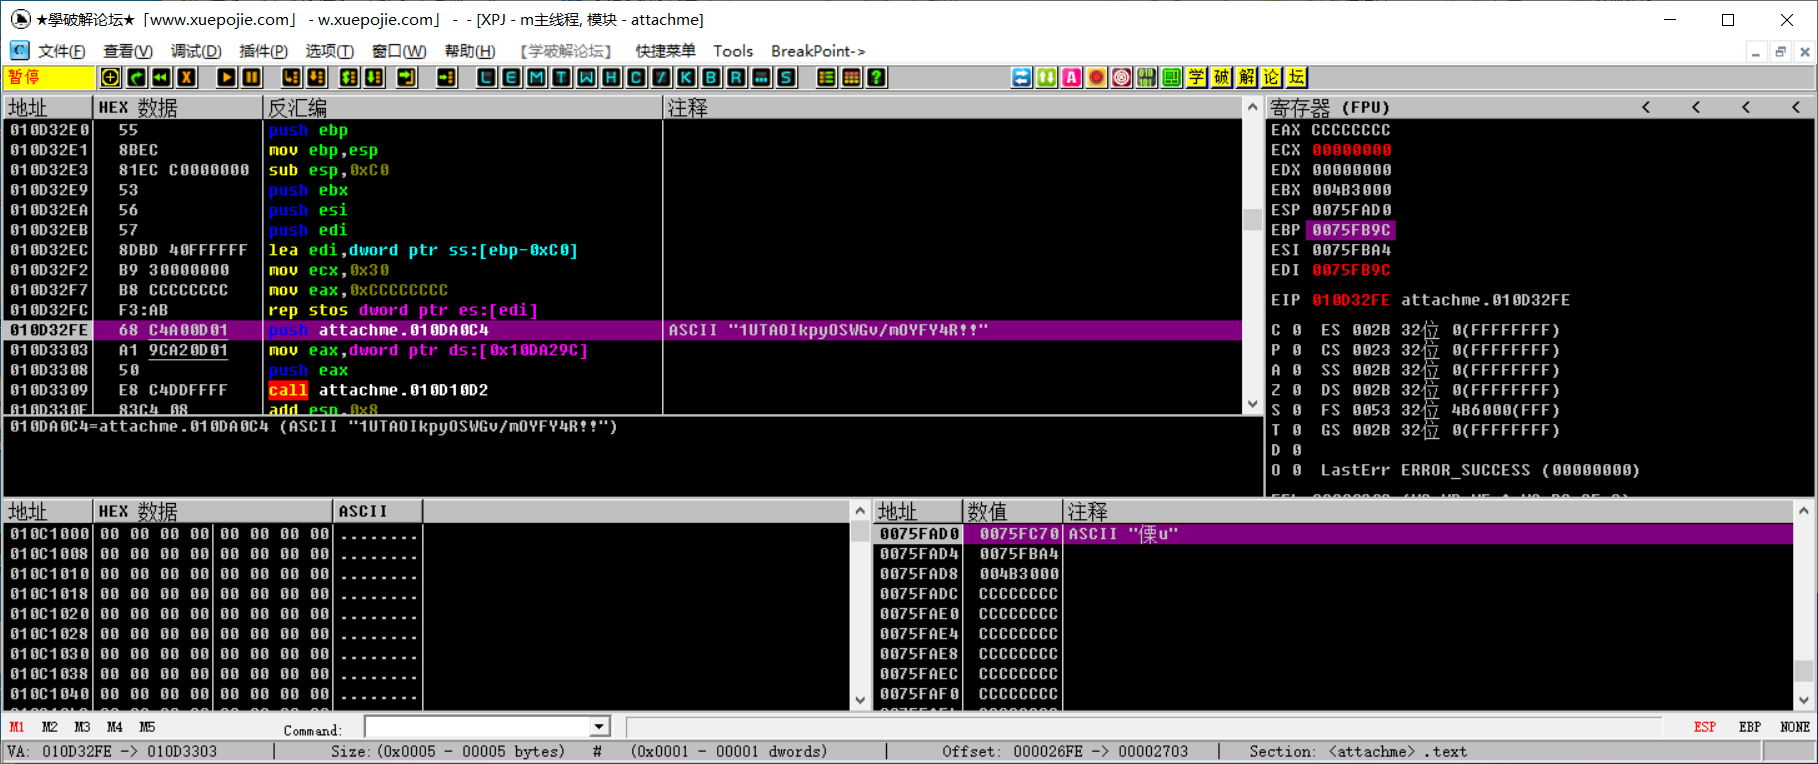 ★學破解论坛★「[www.xuepojie.com」 - w.xuepojie.com」 - - [XPJ - m主线程, 模块 - attachme]
文件(F) 查看(V) 调试(D) 插件(P) 选项(T) 窗口(W) 帮助(H) 【学破解论坛】 快捷菜单 Tools BreakPoint->
暂停 L E M T W H C / K B R ... S ? A 学 破 解 论 坛
地址 HEX 数据 反汇编 注释
010D32E0 55 push ebp
010D32E1 8BEC mov ebp,esp
010D32E3 81EC C0000000 sub esp,0xC0
010D32E9 53 push ebx
010D32EA 56 push esi
010D32EB 57 push edi
010D32EC 8DBD 40FFFFFF lea edi,dword ptr ss:[ebp-0xC0]
010D32F2 B9 30000000 mov ecx,0x30
010D32F7 B8 CCCCCCCC mov eax,0xCCCCCCCC
010D32FC F3:AB rep stos dword ptr es:[edi]
010D32FE 68 C4A00D01 push attachme.010DA0C4 ASCII "1UTAOIkpyOSWGv/mOYFY4R!!"
010D3303 A1 9CA20D01 mov eax,dword ptr ds:[0x10DA29C]
010D3308 50 push eax
010D3309 E8 C4DDFFFF call attachme.010D10D2
010D330E 83C4 08 add esp,0x8
010DA0C4=attachme.010DA0C4 (ASCII "1UTAOIkpyOSWGv/mOYFY4R!!")
寄存器 (FPU) < < < <
EAX CCCCCCCC
ECX 00000000
EDX 00000000
EBX 004B3000
ESP 0075FAD0
EBP 0075FB9C
ESI 0075FBA4
EDI 0075FB9C
EIP 010D32FE attachme.010D32FE
C 0 ES 002B 32位 0(FFFFFFFF)
P 0 CS 0023 32位 0(FFFFFFFF)
A 0 SS 002B 32位 0(FFFFFFFF)
Z 0 DS 002B 32位 0(FFFFFFFF)
S 0 FS 0053 32位 4B6000(FFF)
T 0 GS 002B 32位 0(FFFFFFFF)
D 0
O 0 LastErr ERROR_SUCCESS (00000000)
地址 HEX 数据 ASCII
010C1000 00 00 00 00 00 00 00 00 ........
010C1008 00 00 00 00 00 00 00 00 ........
010C1010 00 00 00 00 00 00 00 00 ........
010C1018 00 00 00 00 00 00 00 00 ........
010C1020 00 00 00 00 00 00 00 00 ........
010C1028 00 00 00 00 00 00 00 00 ........
010C1030 00 00 00 00 00 00 00 00 ........
010C1038 00 00 00 00 00 00 00 00 ........
010C1040 00 00 00 00 00 00 00 00 ........
地址 数值 注释
0075FAD0 0075FC70 ASCII "傈u"
0075FAD4 0075FBA4
0075FAD8 004B3000
0075FADC CCCCCCCC
0075FAE0 CCCCCCCC
0075FAE4 CCCCCCCC
0075FAE8 CCCCCCCC
0075FAEC CCCCCCCC
0075FAF0 CCCCCCCC
M1 M2 M3 M4 M5 Command: ESP EBP NONE
VA: 010D32FE -> 010D3303 | Size:(0x0005 - 00005 bytes) # (0x0001 - 00001 dwords) | Offset: 000026FE -> 00002703 | Section: <attachme> .text